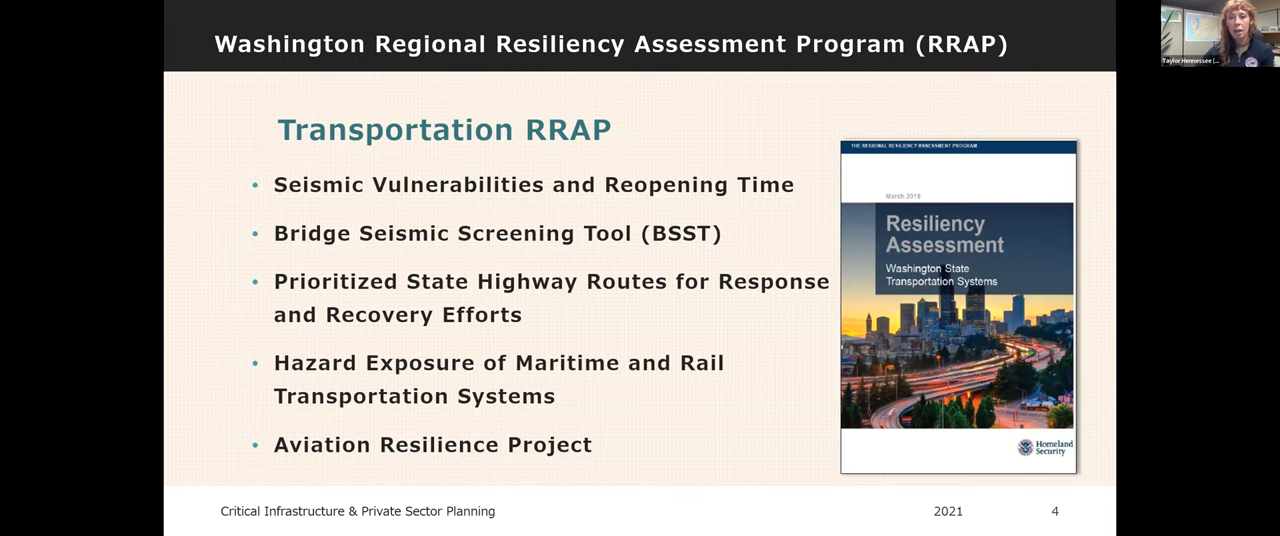 Washington Regional Resiliency Assessment Program (RRAP)
Taylor Hennessee (...
Transportation RRAP
• Seismic Vulnerabilities and Reopening Time
• Bridge Seismic Screening Tool (BSST)
• Prioritized State Highway Routes for Response
and Recovery Efforts
• Hazard Exposure of Maritime and Rail
Transportation Systems
• Aviation Resilience Project
THE REGIONAL RESILIENCY ASSESSMENT PROGRAM
March 2019
Resiliency
Assessment
Washington State
Transportation Systems
Homeland
Security
Critical Infrastructure & Private Sector Planning
2021
4